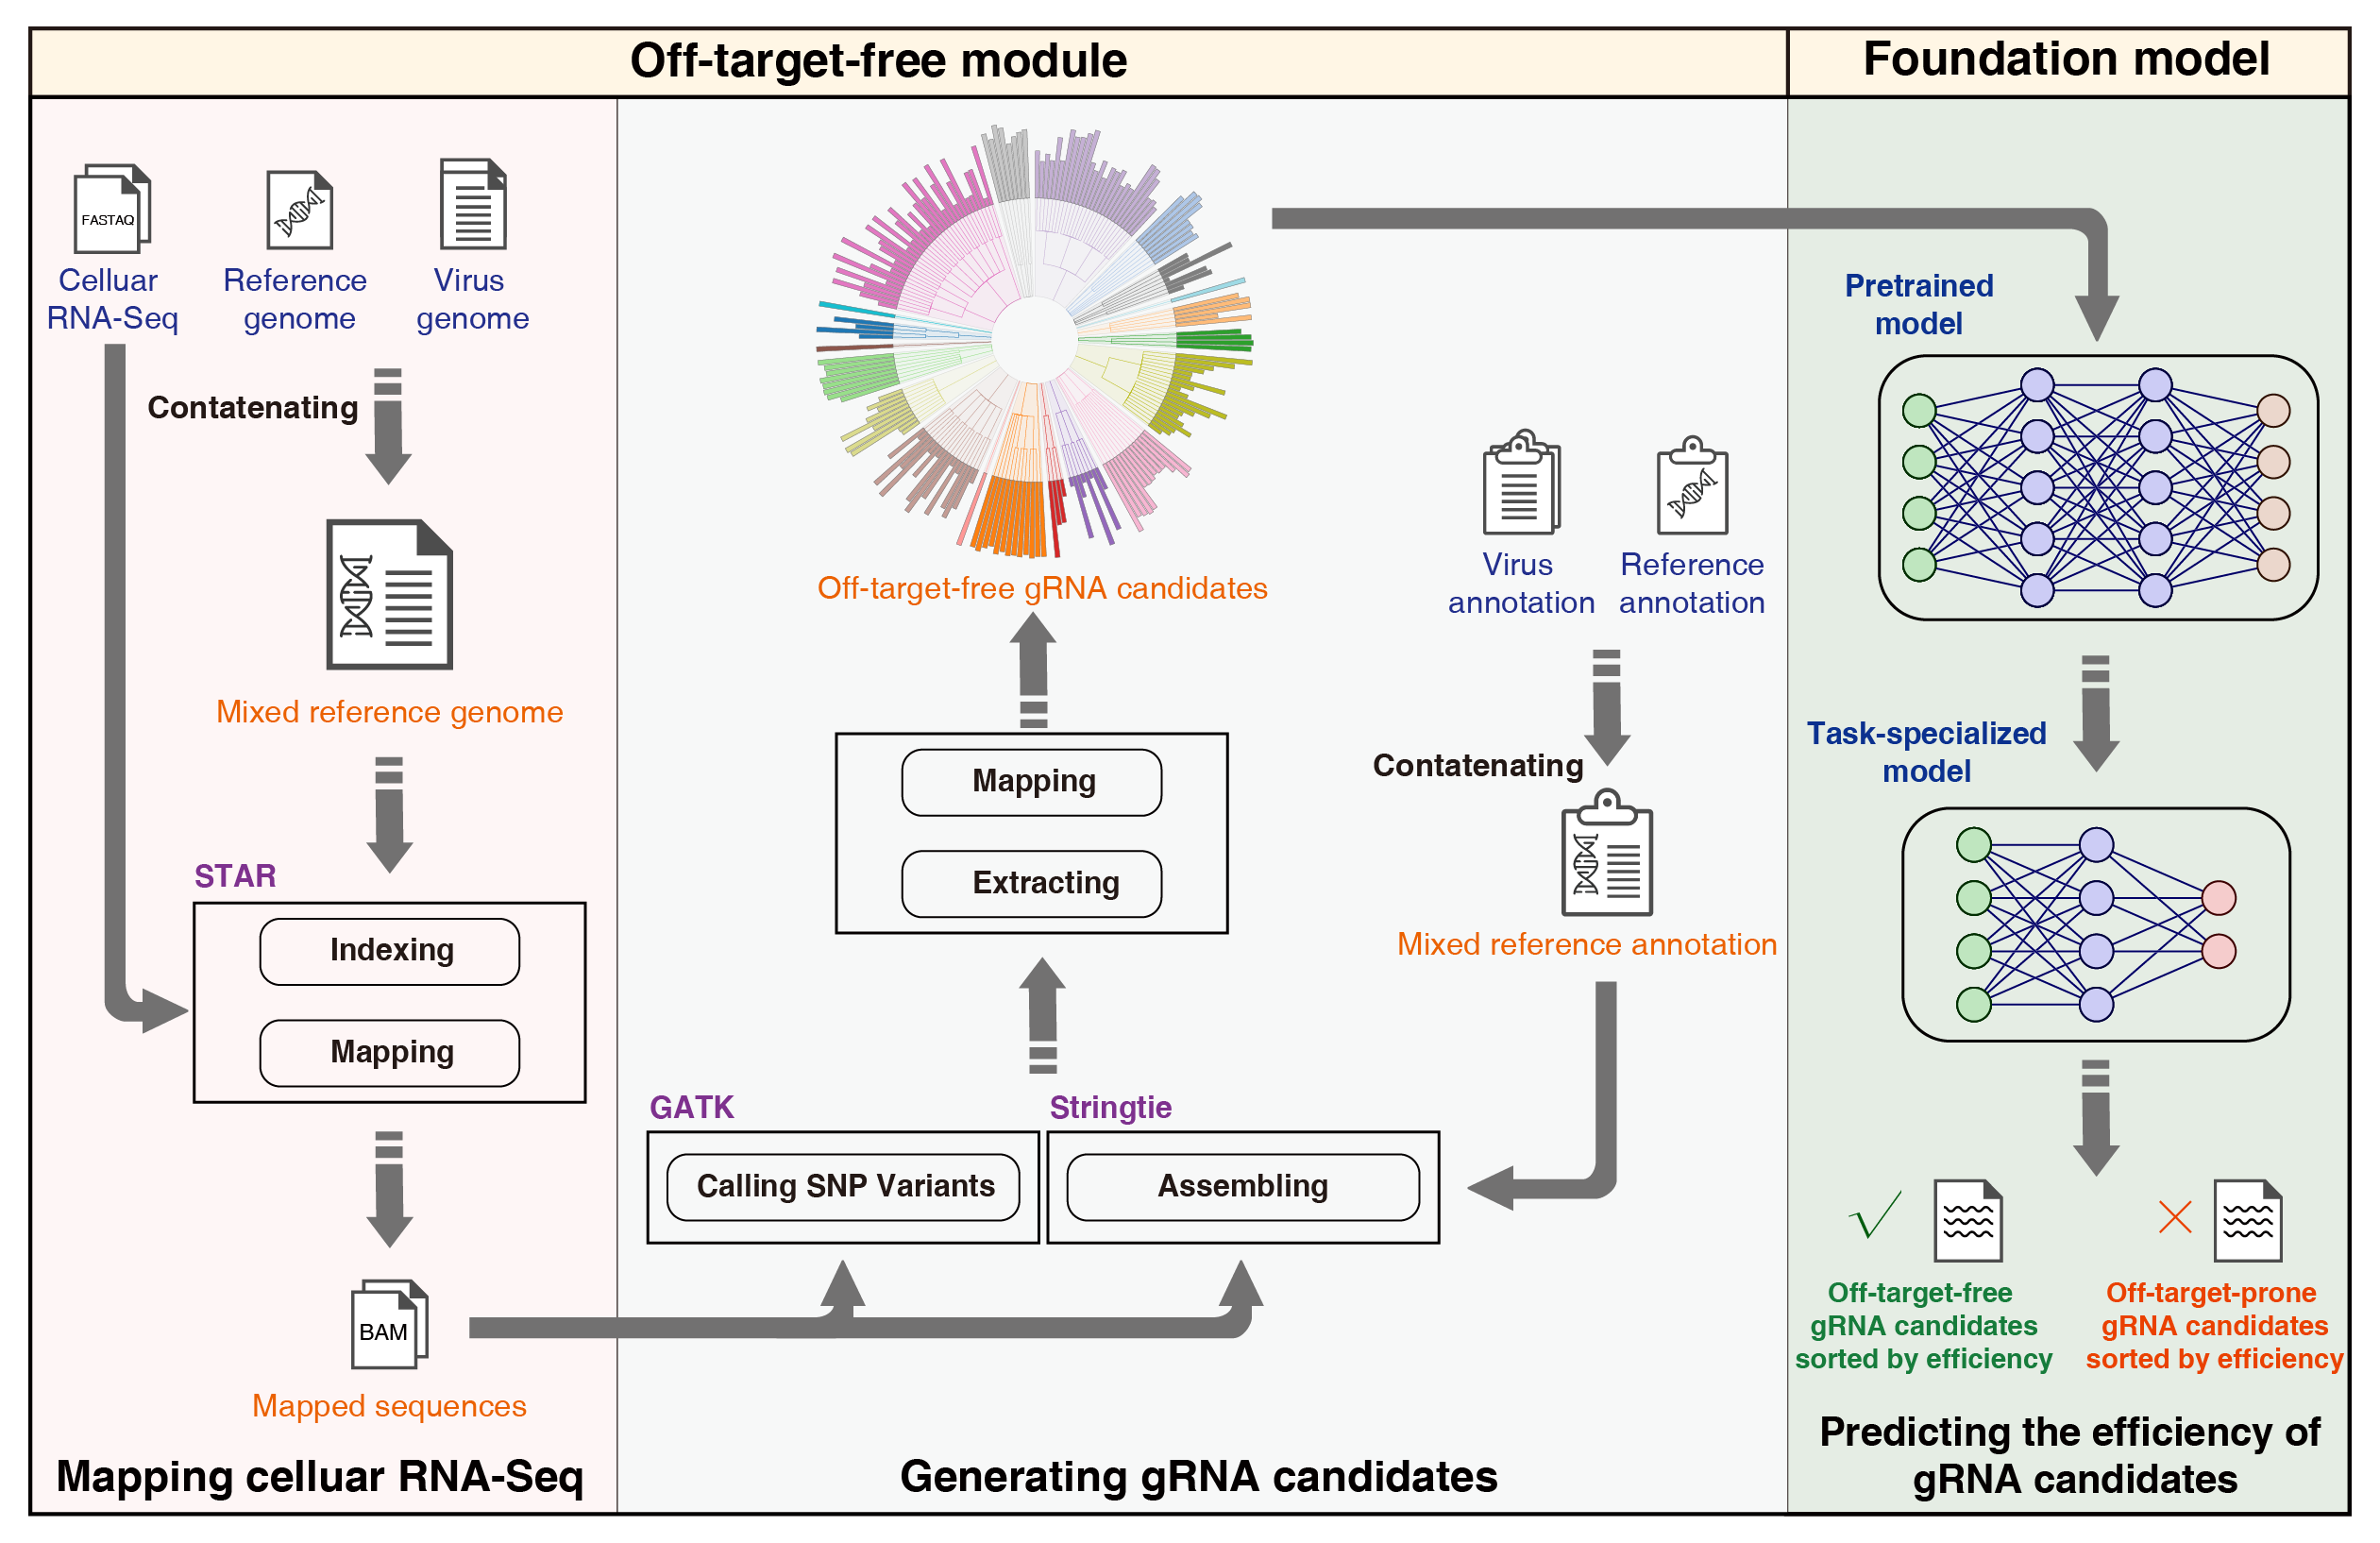 Off-target-free module
Foundation model
FASTAQ
Celluar
RNA-Seq
Reference
genome
Virus
genome
Contatenating
Mixed reference genome
STAR
Indexing
Mapping
BAM
Mapped sequences
Mapping celluar RNA-Seq
Off-target-free gRNA candidates
Mapping
Extracting
GATK
Calling SNP Variants
Stringtie
Assembling
Virus
annotation
Reference
annotation
Contatenating
Mixed reference annotation
Generating gRNA candidates
Pretrained
model
Task-specialized
model
Off-target-free
gRNA candidates
sorted by efficiency
Off-target-prone
gRNA candidates
sorted by efficiency
Predicting the efficiency of
gRNA candidates